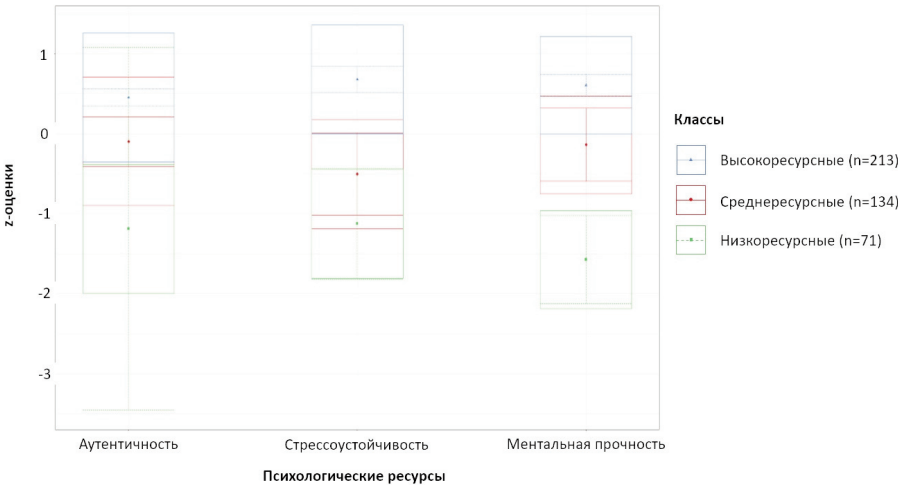 1
0
-1
-2
-3
z-оценки
Аутентичность
Стрессоустойчивость
Ментальная прочность
Психологические ресурсы
Классы
Высокоресурсные (n=213)
Среднересурсные (n=134)
Низкоресурсные (n=71)